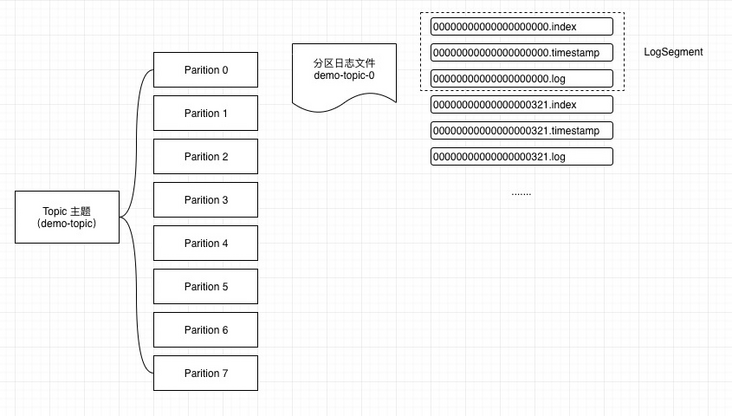 Topic 主题
(demo-topic)
Parition 0
Parition 1
Parition 2
Parition 3
Parition 4
Parition 5
Parition 6
Parition 7
分区日志文件
demo-topic-0
00000000000000000000.index
00000000000000000000.timestamp
00000000000000000000.log
00000000000000000321.index
00000000000000000321.timestamp
00000000000000000321.log
.......
LogSegment